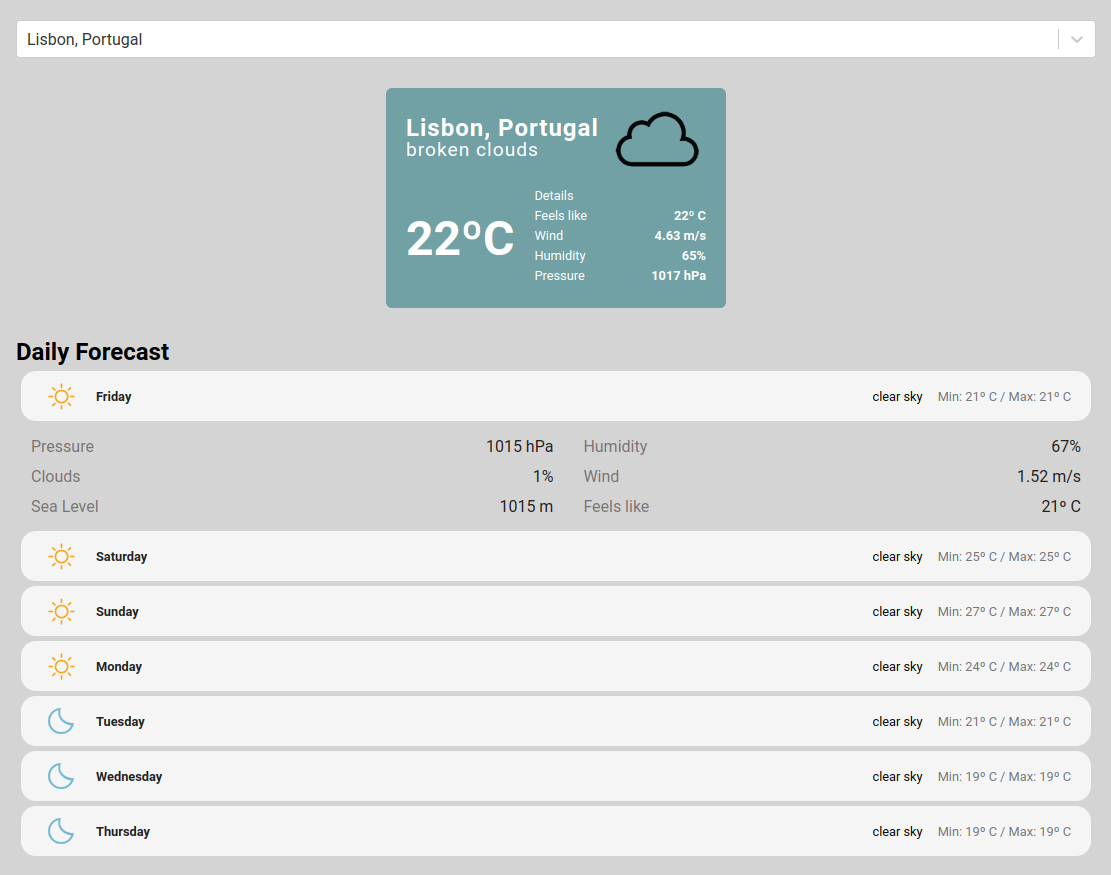 Lisbon, Portugal
Lisbon, Portugal
broken clouds
22ºC
Details
Feels like 22º C
Wind 4.63 m/s
Humidity 65%
Pressure 1017 hPa
Daily Forecast
Friday clear sky Min: 21º C / Max: 21º C
Pressure 1015 hPa Humidity 67%
Clouds 1% Wind 1.52 m/s
Sea Level 1015 m Feels like 21º C
Saturday clear sky Min: 25º C / Max: 25º C
Sunday clear sky Min: 27º C / Max: 27º C
Monday clear sky Min: 24º C / Max: 24º C
Tuesday clear sky Min: 21º C / Max: 21º C
Wednesday clear sky Min: 19º C / Max: 19º C
Thursday clear sky Min: 19º C / Max: 19º C